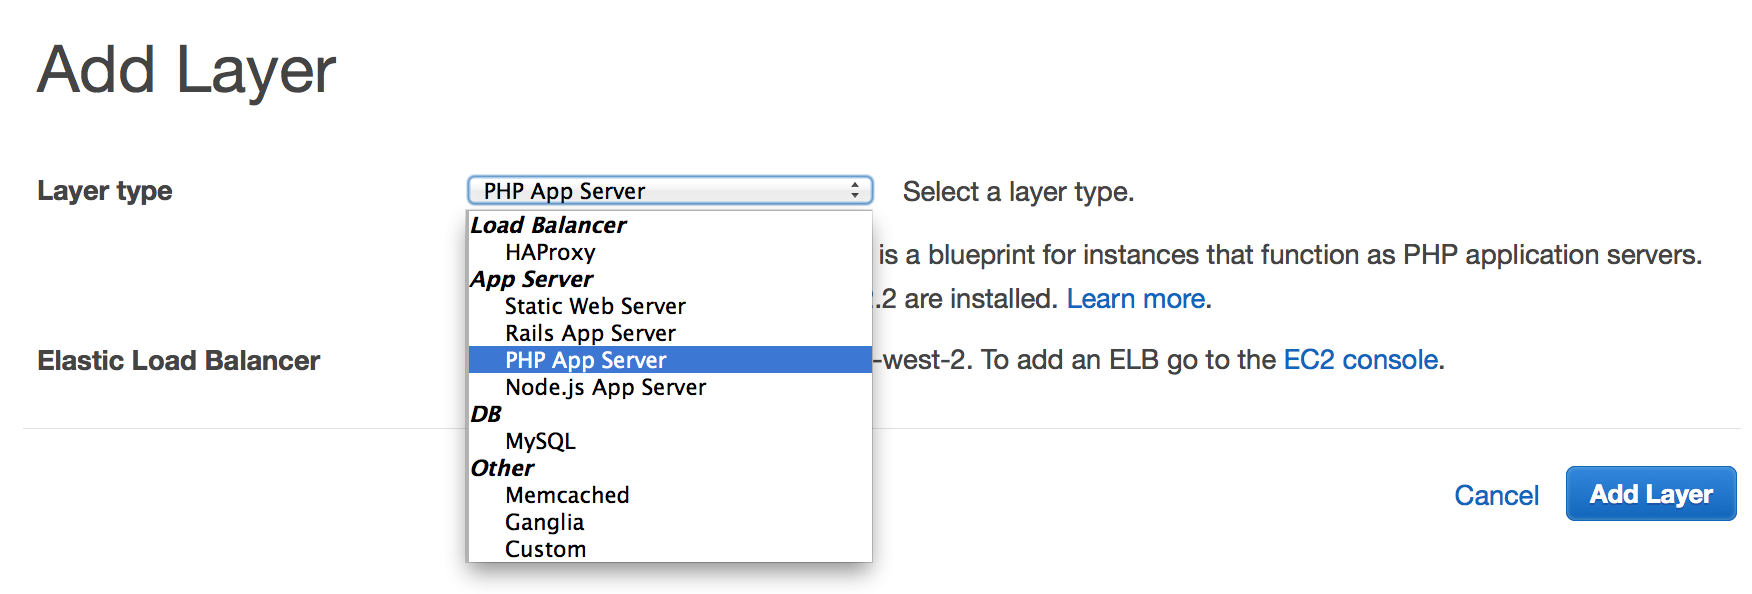 Add Layer
Layer type
PHP App Server
Select a layer type.
Load Balancer
HAProxy
App Server
Static Web Server
Rails App Server
PHP App Server
Node.js App Server
DB
MySQL
Other
Memcached
Ganglia
Custom
is a blueprint for instances that function as PHP application servers.
.2 are installed. Learn more.
Elastic Load Balancer
-west-2. To add an ELB go to the EC2 console.
Cancel
Add Layer